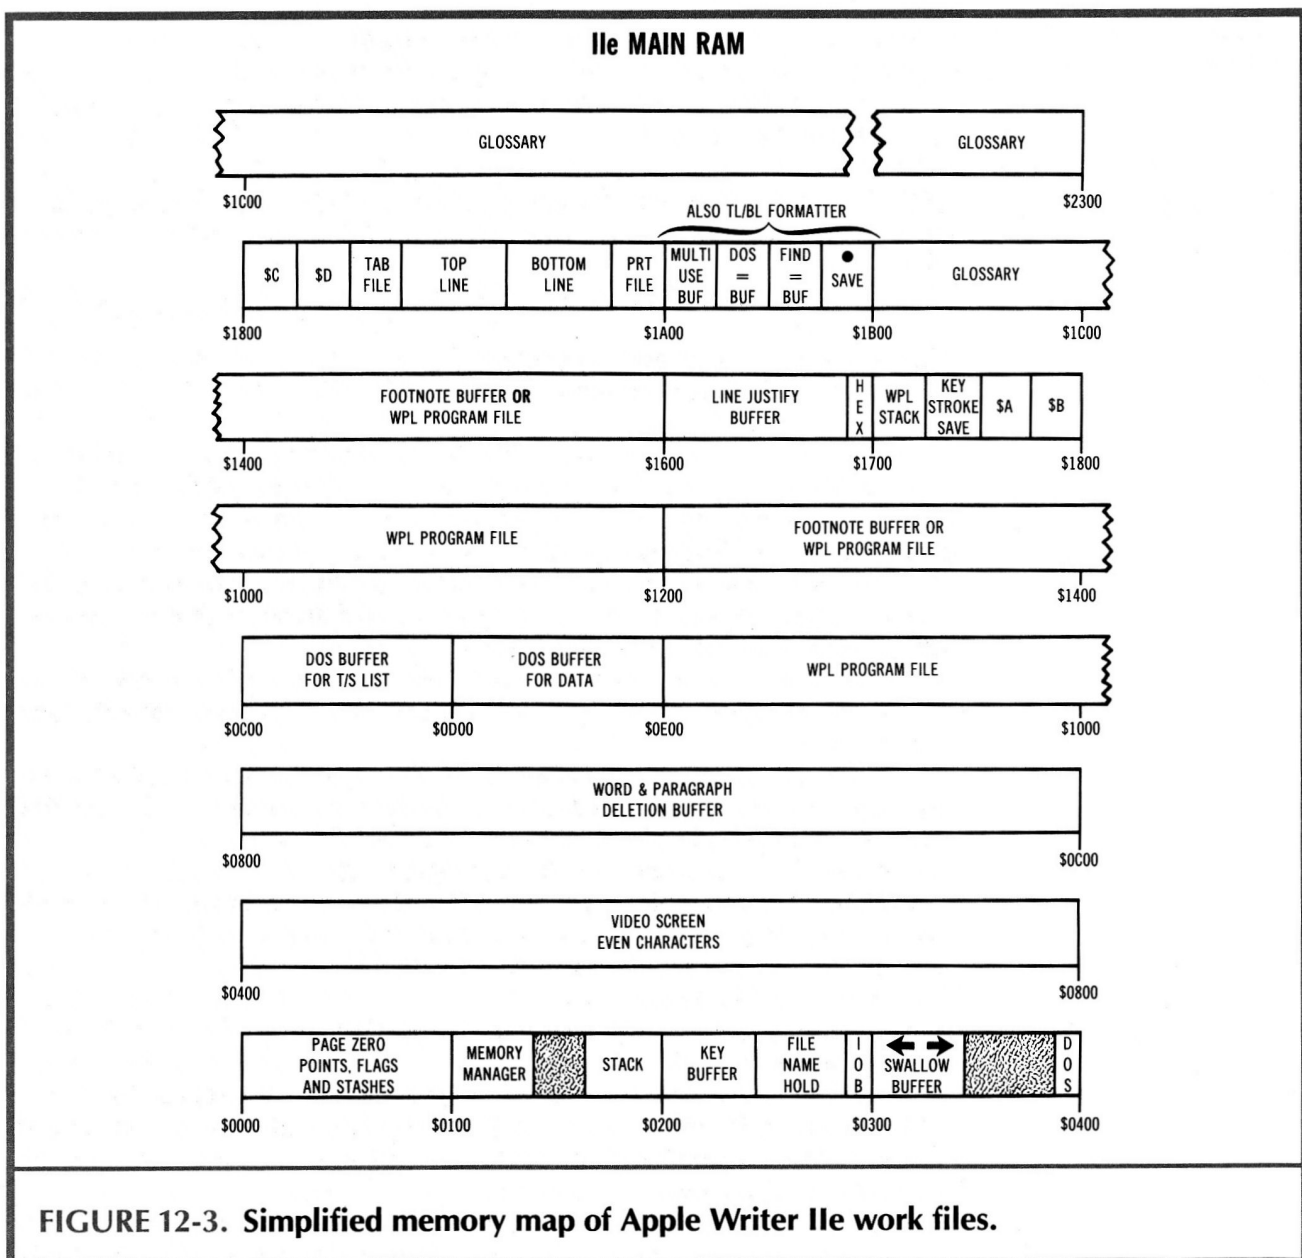 IIe MAIN RAM
GLOSSARY
GLOSSARY
$1C00
$2300
ALSO TL/BL FORMATTER
$C
$D
TAB
FILE
TOP
LINE
BOTTOM
LINE
PRT
FILE
MULTI
USE
BUF
DOS
=
BUF
FIND
=
BUF
●
SAVE
GLOSSARY
$1800
$1A00
$1B00
$1C00
FOOTNOTE BUFFER OR
WPL PROGRAM FILE
LINE JUSTIFY
BUFFER
H
E
X
WPL
STACK
KEY
STROKE
SAVE
$A
$B
$1400
$1600
$1700
$1800
WPL PROGRAM FILE
FOOTNOTE BUFFER OR
WPL PROGRAM FILE
$1000
$1200
$1400
DOS BUFFER
FOR T/S LIST
DOS BUFFER
FOR DATA
WPL PROGRAM FILE
$0C00
$0D00
$0E00
$1000
WORD & PARAGRAPH
DELETION BUFFER
$0800
$0C00
VIDEO SCREEN
EVEN CHARACTERS
$0400
$0800
PAGE ZERO
POINTS, FLAGS
AND STASHES
MEMORY
MANAGER
STACK
KEY
BUFFER
FILE
NAME
HOLD
I
O
B
SWALLOW
BUFFER
D
O
S
$0000
$0100
$0200
$0300
$0400
FIGURE 12-3. Simplified memory map of Apple Writer IIe work files.